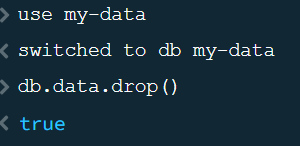 > use my-data
< switched to db my-data
> db.data.drop()
< true